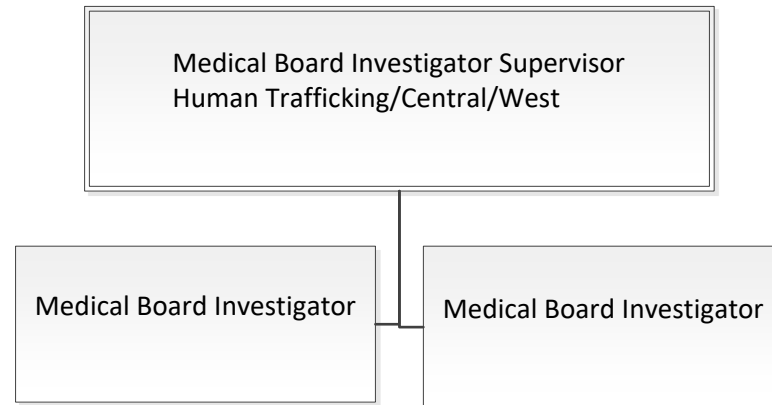 Medical Board Investigator Supervisor
Human Trafficking/Central/West
Medical Board Investigator
Medical Board Investigator